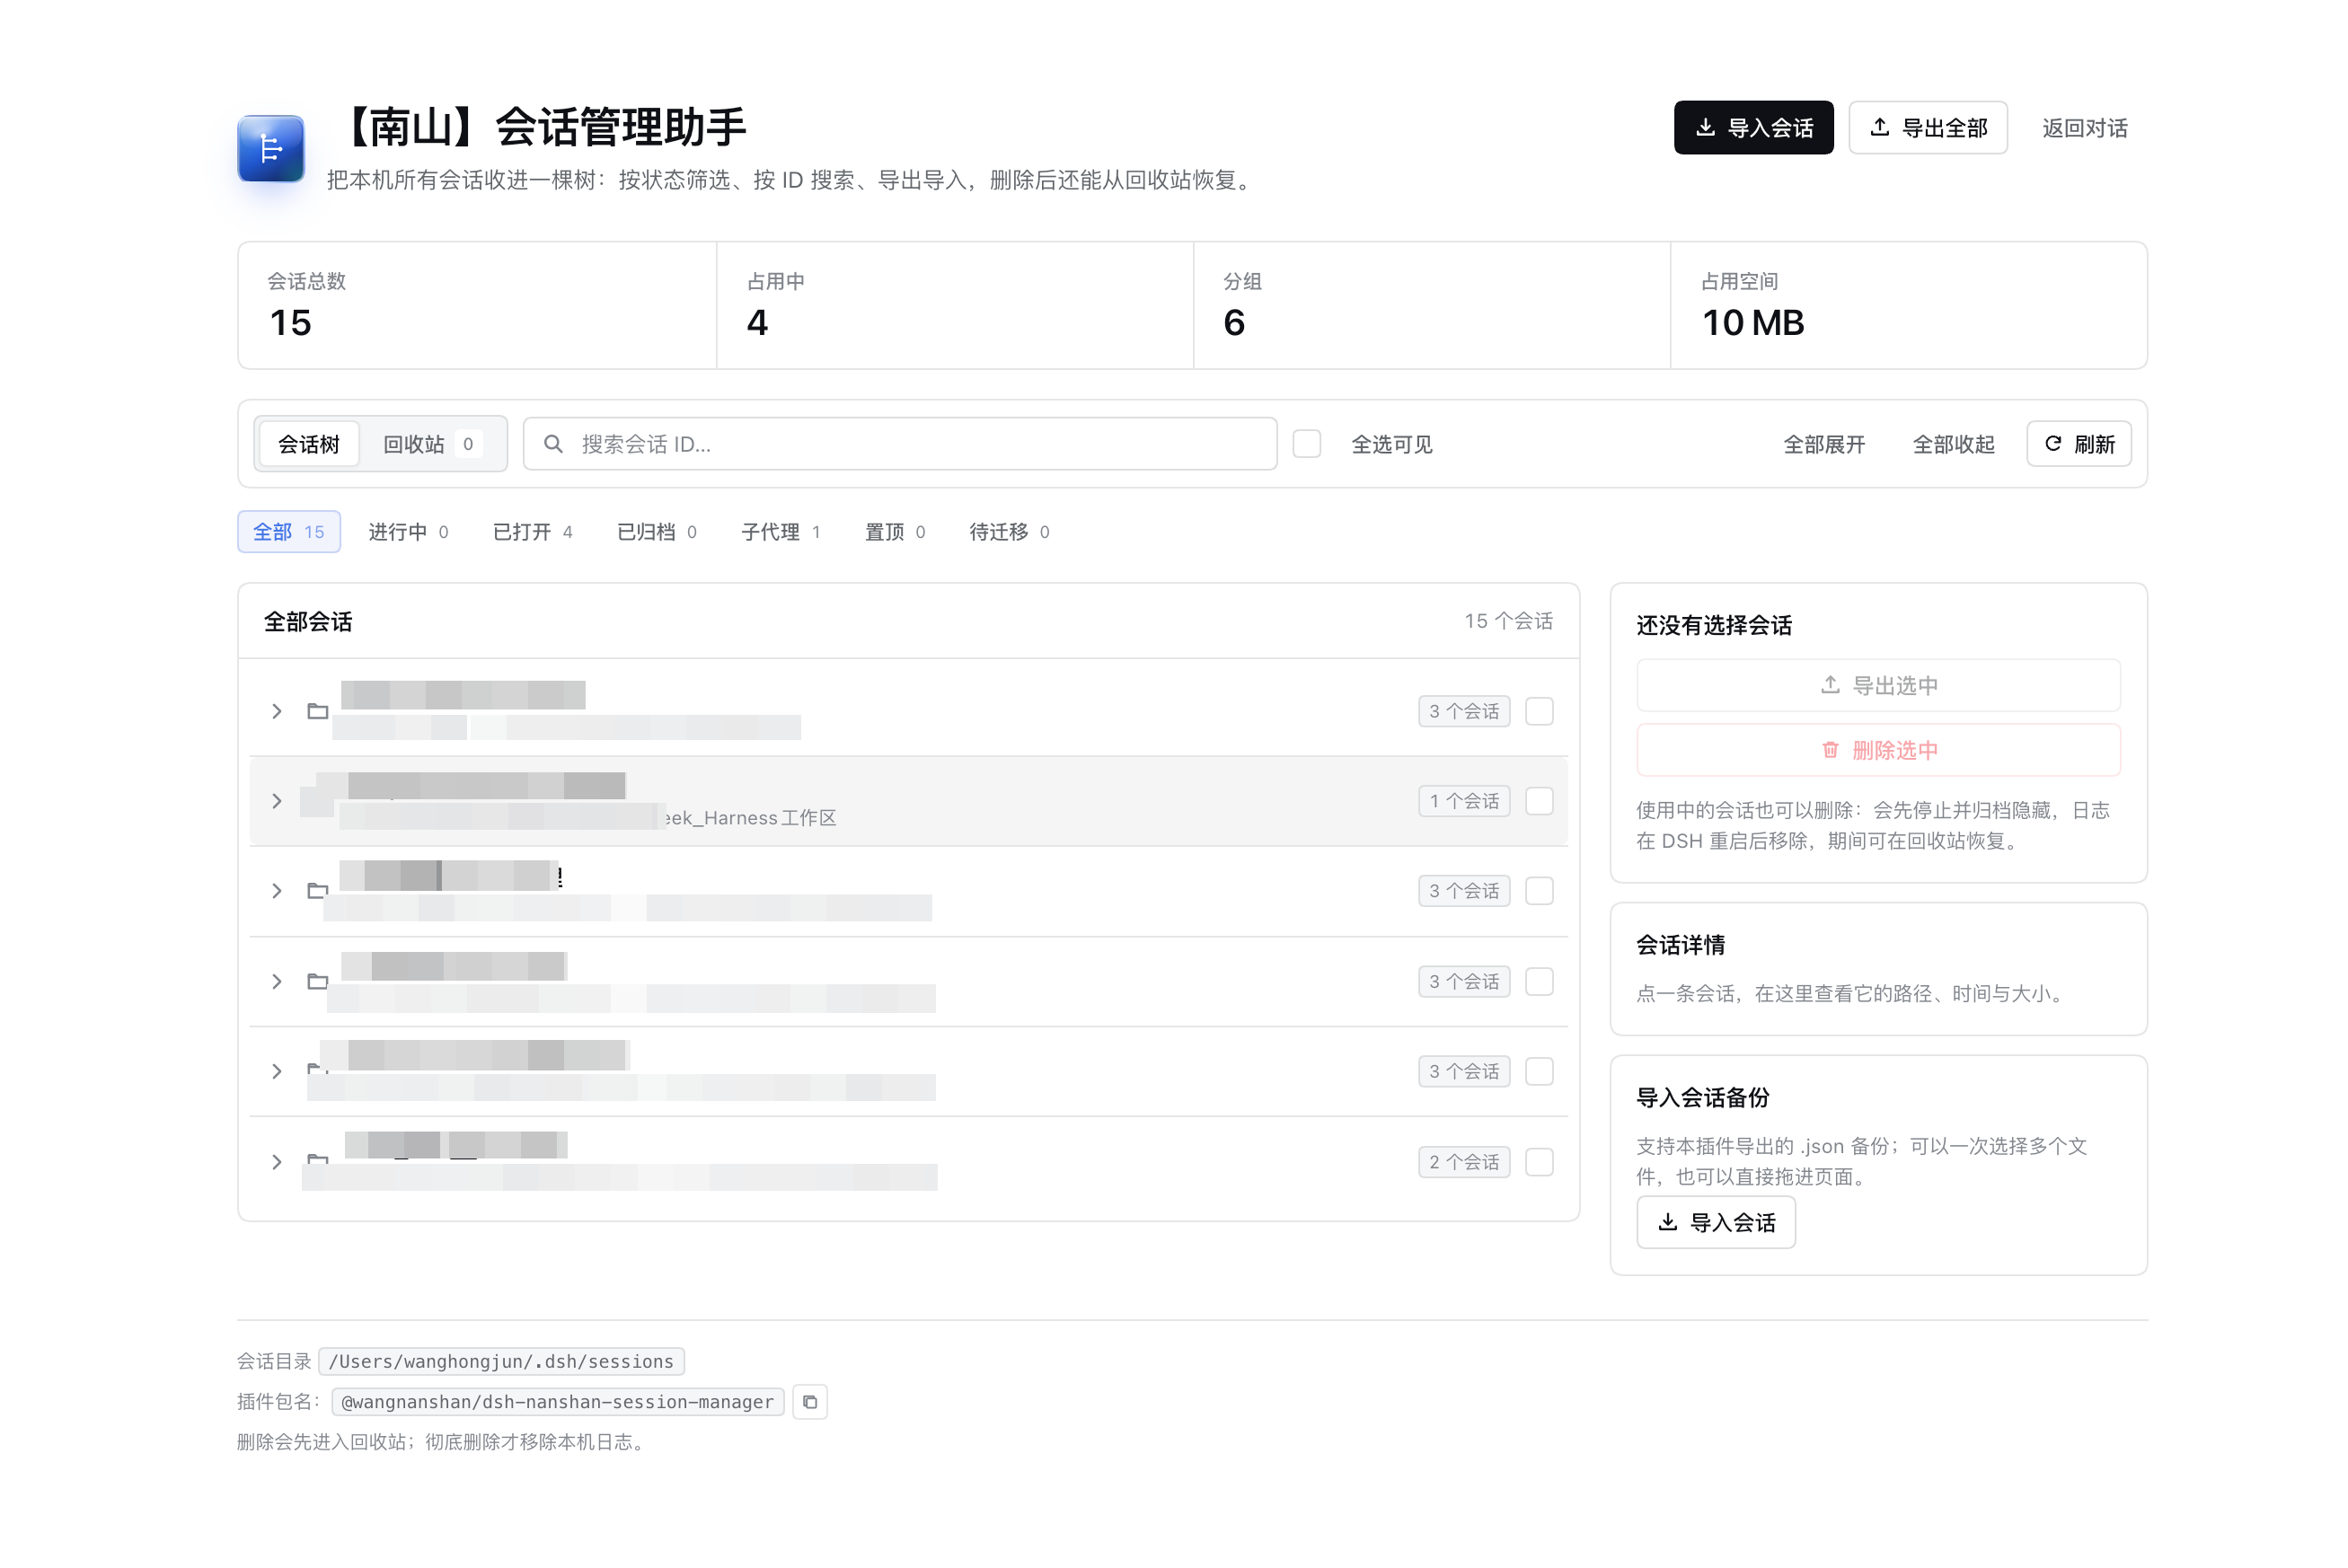 【南山】会话管理助手
把本机所有会话收进一棵树：按状态筛选、按 ID 搜索、导出导入，删除后还能从回收站恢复。
导入会话
导出全部
返回对话
会话总数
15
占用中
4
分组
6
占用空间
10 MB
会话树
回收站 0
搜索会话 ID...
全选可见
全部展开
全部收起
刷新
全部 15
进行中 0
已打开 4
已归档 0
子代理 1
置顶 0
待迁移 0
全部会话
15 个会话
3 个会话
eek_Harness工作区
1 个会话
3 个会话
3 个会话
3 个会话
2 个会话
还没有选择会话
导出选中
删除选中
使用中的会话也可以删除：会先停止并归档隐藏，日志
在 DSH 重启后移除，期间可在回收站恢复。
会话详情
点一条会话，在这里查看它的路径、时间与大小。
导入会话备份
支持本插件导出的 .json 备份；可以一次选择多个文
件，也可以直接拖进页面。
导入会话
会话目录 /Users/wanghongjun/.dsh/sessions
插件包名： @wangnanshan/dsh-nanshan-session-manager
删除会先进入回收站；彻底删除才移除本机日志。